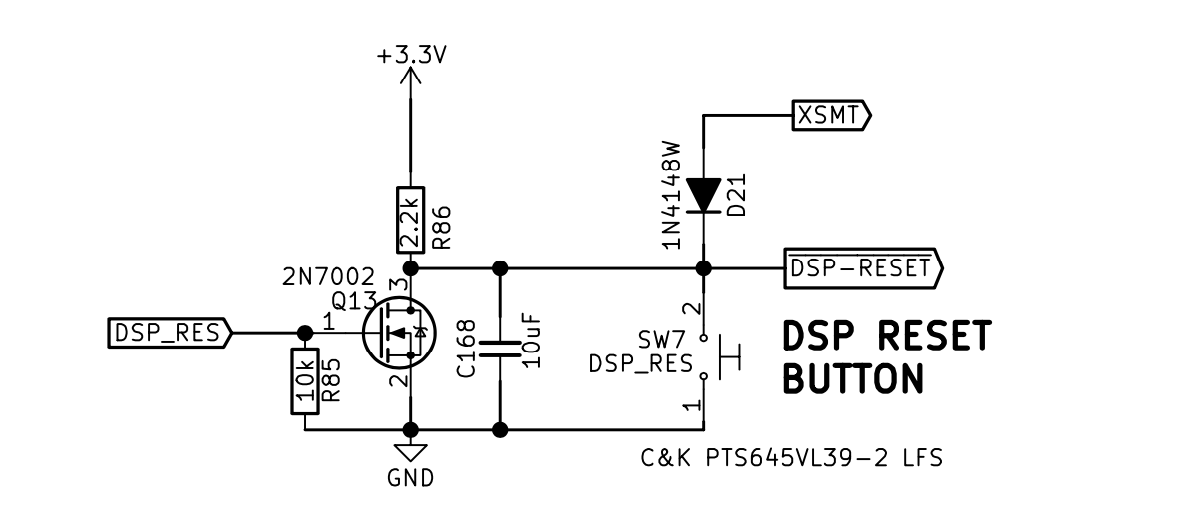 +3.3V
XSMT
1N4148W
D21
2.2k
R86
DSP-RESET
2N7002
Q13
3
1
2
DSP_RES
10k
R85
C168
10uF
2
SW7
DSP_RES
1
DSP RESET
BUTTON
C&K PTS645VL39-2 LFS
GND